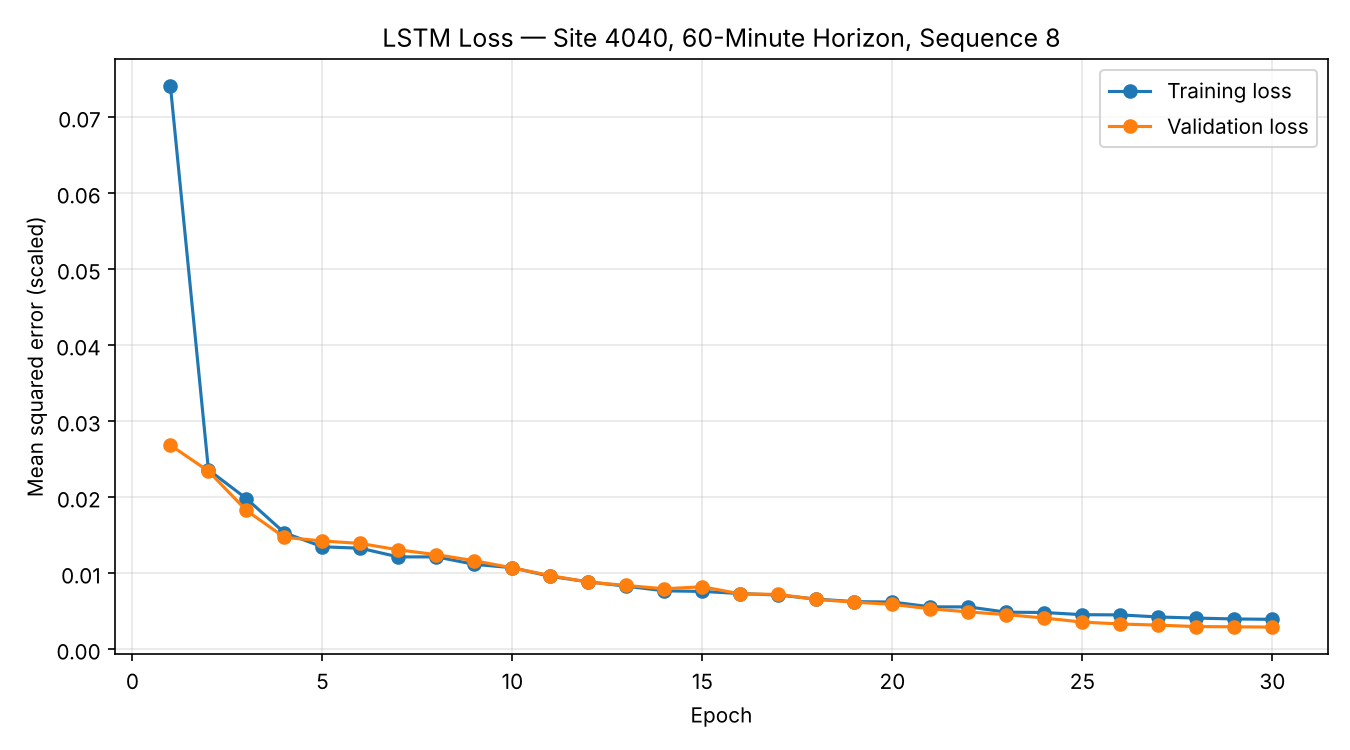 LSTM Loss — Site 4040, 60-Minute Horizon, Sequence 8
Training loss
Validation loss
Mean squared error (scaled)
0.07
0.06
0.05
0.04
0.03
0.02
0.01
0.00
0 5 10 15 20 25 30
Epoch